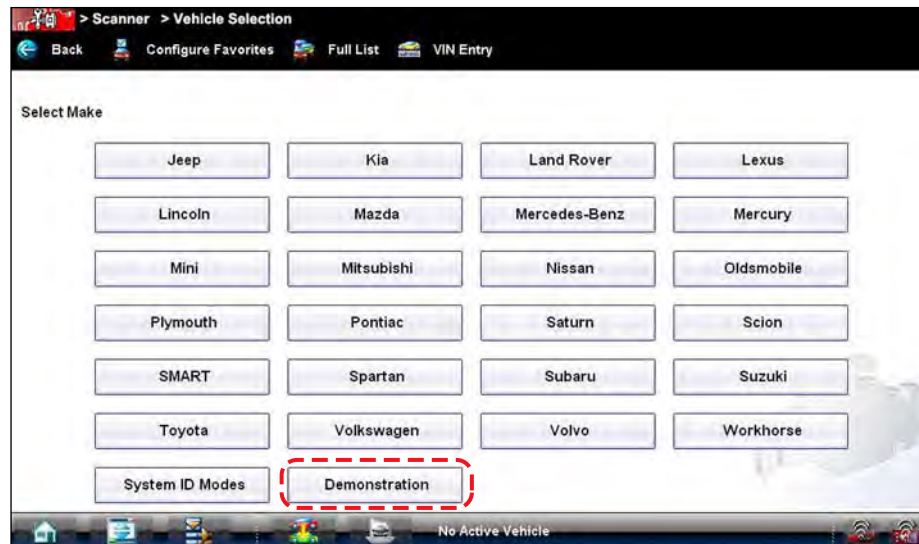 > Scanner > Vehicle Selection
Back Configure Favorites Full List VIN Entry
Select Make
Jeep Kia Land Rover Lexus
Lincoln Mazda Mercedes-Benz Mercury
Mini Mitsubishi Nissan Oldsmobile
Plymouth Pontiac Saturn Scion
SMART Spartan Subaru Suzuki
Toyota Volkswagen Volvo Workhorse
System ID Modes Demonstration
No Active Vehicle